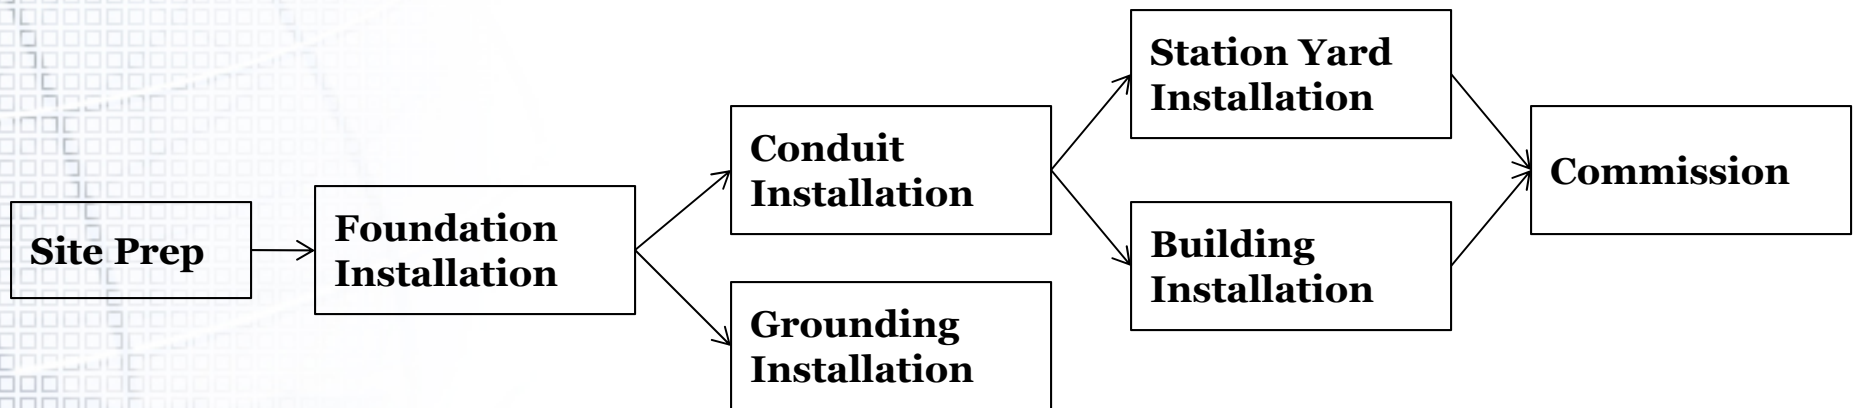 Site Prep
Foundation
Installation
Conduit
Installation
Grounding
Installation
Station Yard
Installation
Building
Installation
Commission